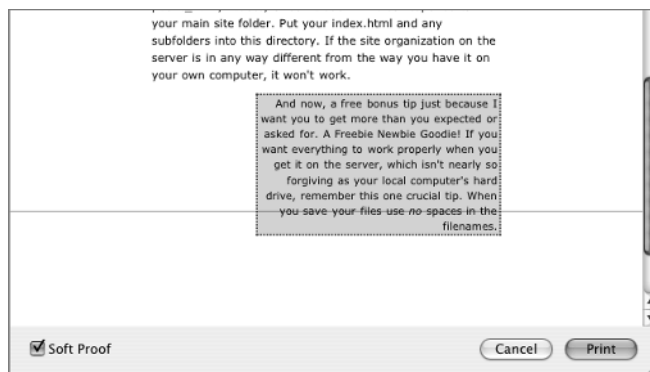 your main site folder. Put your index.html and any
subfolders into this directory. If the site organization on the
server is in any way different from the way you have it on
your own computer, it won't work.
And now, a free bonus tip just because I
want you to get more than you expected or
asked for. A Freebie Newbie Goodie! If you
want everything to work properly when you
get it on the server, which isn't nearly so
forgiving as your local computer's hard
drive, remember this one crucial tip. When
you save your files use no spaces in the
filenames.
Soft Proof
Cancel
Print